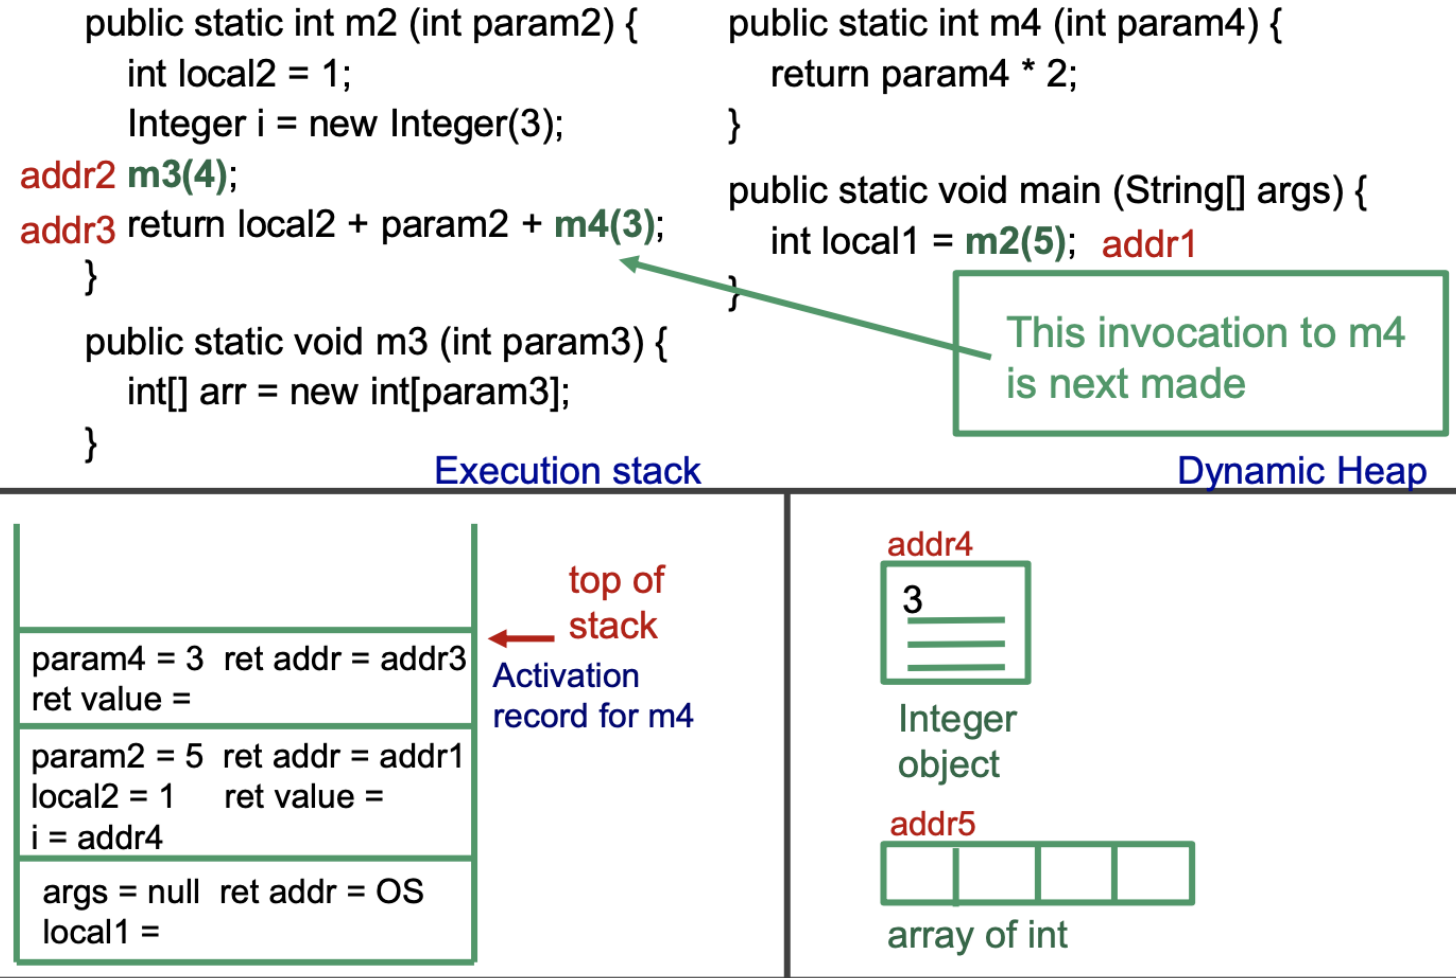 public static int m2 (int param2) {
int local2 = 1;
Integer i = new Integer(3);
addr2 m3(4);
addr3 return local2 + param2 + m4(3);
}
public static void m3 (int param3) {
int[] arr = new int[param3];
}
public static int m4 (int param4) {
return param4 * 2;
}
public static void main (String[] args) {
int local1 = m2(5); addr1
}
This invocation to m4
is next made
Execution stack
Dynamic Heap
top of
stack
param4 = 3 ret addr = addr3
ret value =
Activation
record for m4
param2 = 5 ret addr = addr1
local2 = 1 ret value =
i = addr4
args = null ret addr = OS
local1 =
addr4
3
Integer
object
addr5
array of int